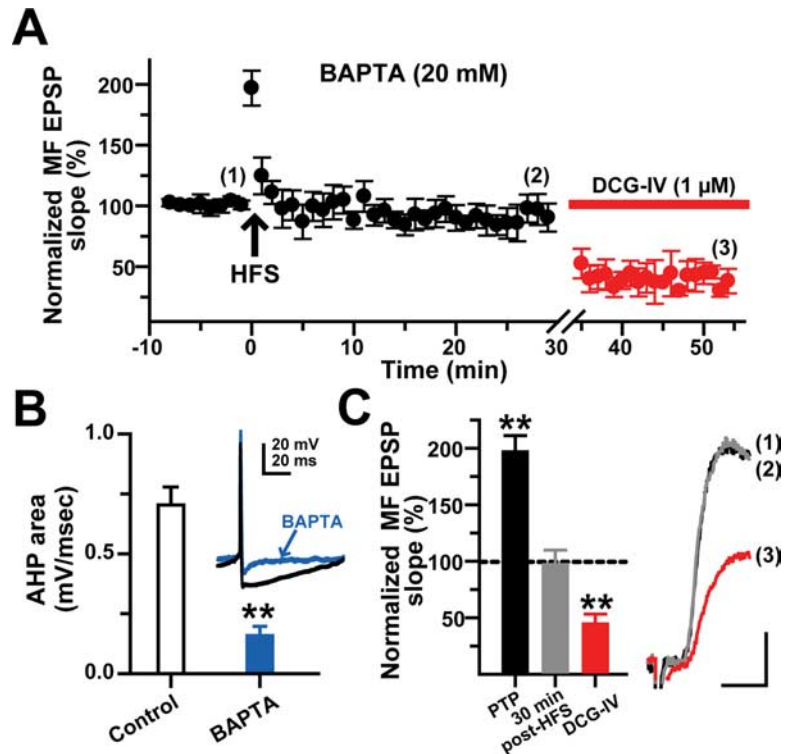 A
BAPTA (20 mM)
Normalized MF EPSP
slope (%)
200
150
100
50
(1)
(2)
HFS
DCG-IV (1 µM)
(3)
-10
0
10
20
30
40
50
Time (min)
B
AHP area
(mV/msec)
1.0
0.5
0.0
20 mV
20 ms
BAPTA
**
Control
BAPTA
C
Normalized MF EPSP
slope (%)
200
150
100
50
**
**
PTP
30 min
post-HFS
DCG-IV
(1)
(2)
(3)